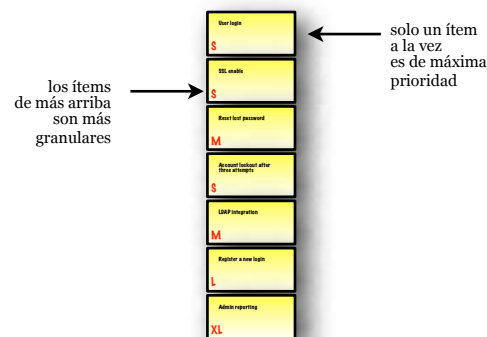 User login
S
solo un ítem
a la vez
es de máxima
prioridad
SSL enable
S
los ítems
de más arriba
son más
granulares
Reset lost password
M
Account lockout after
three attempts
S
LDAP integration
M
Register a new login
L
Admin reporting
XL